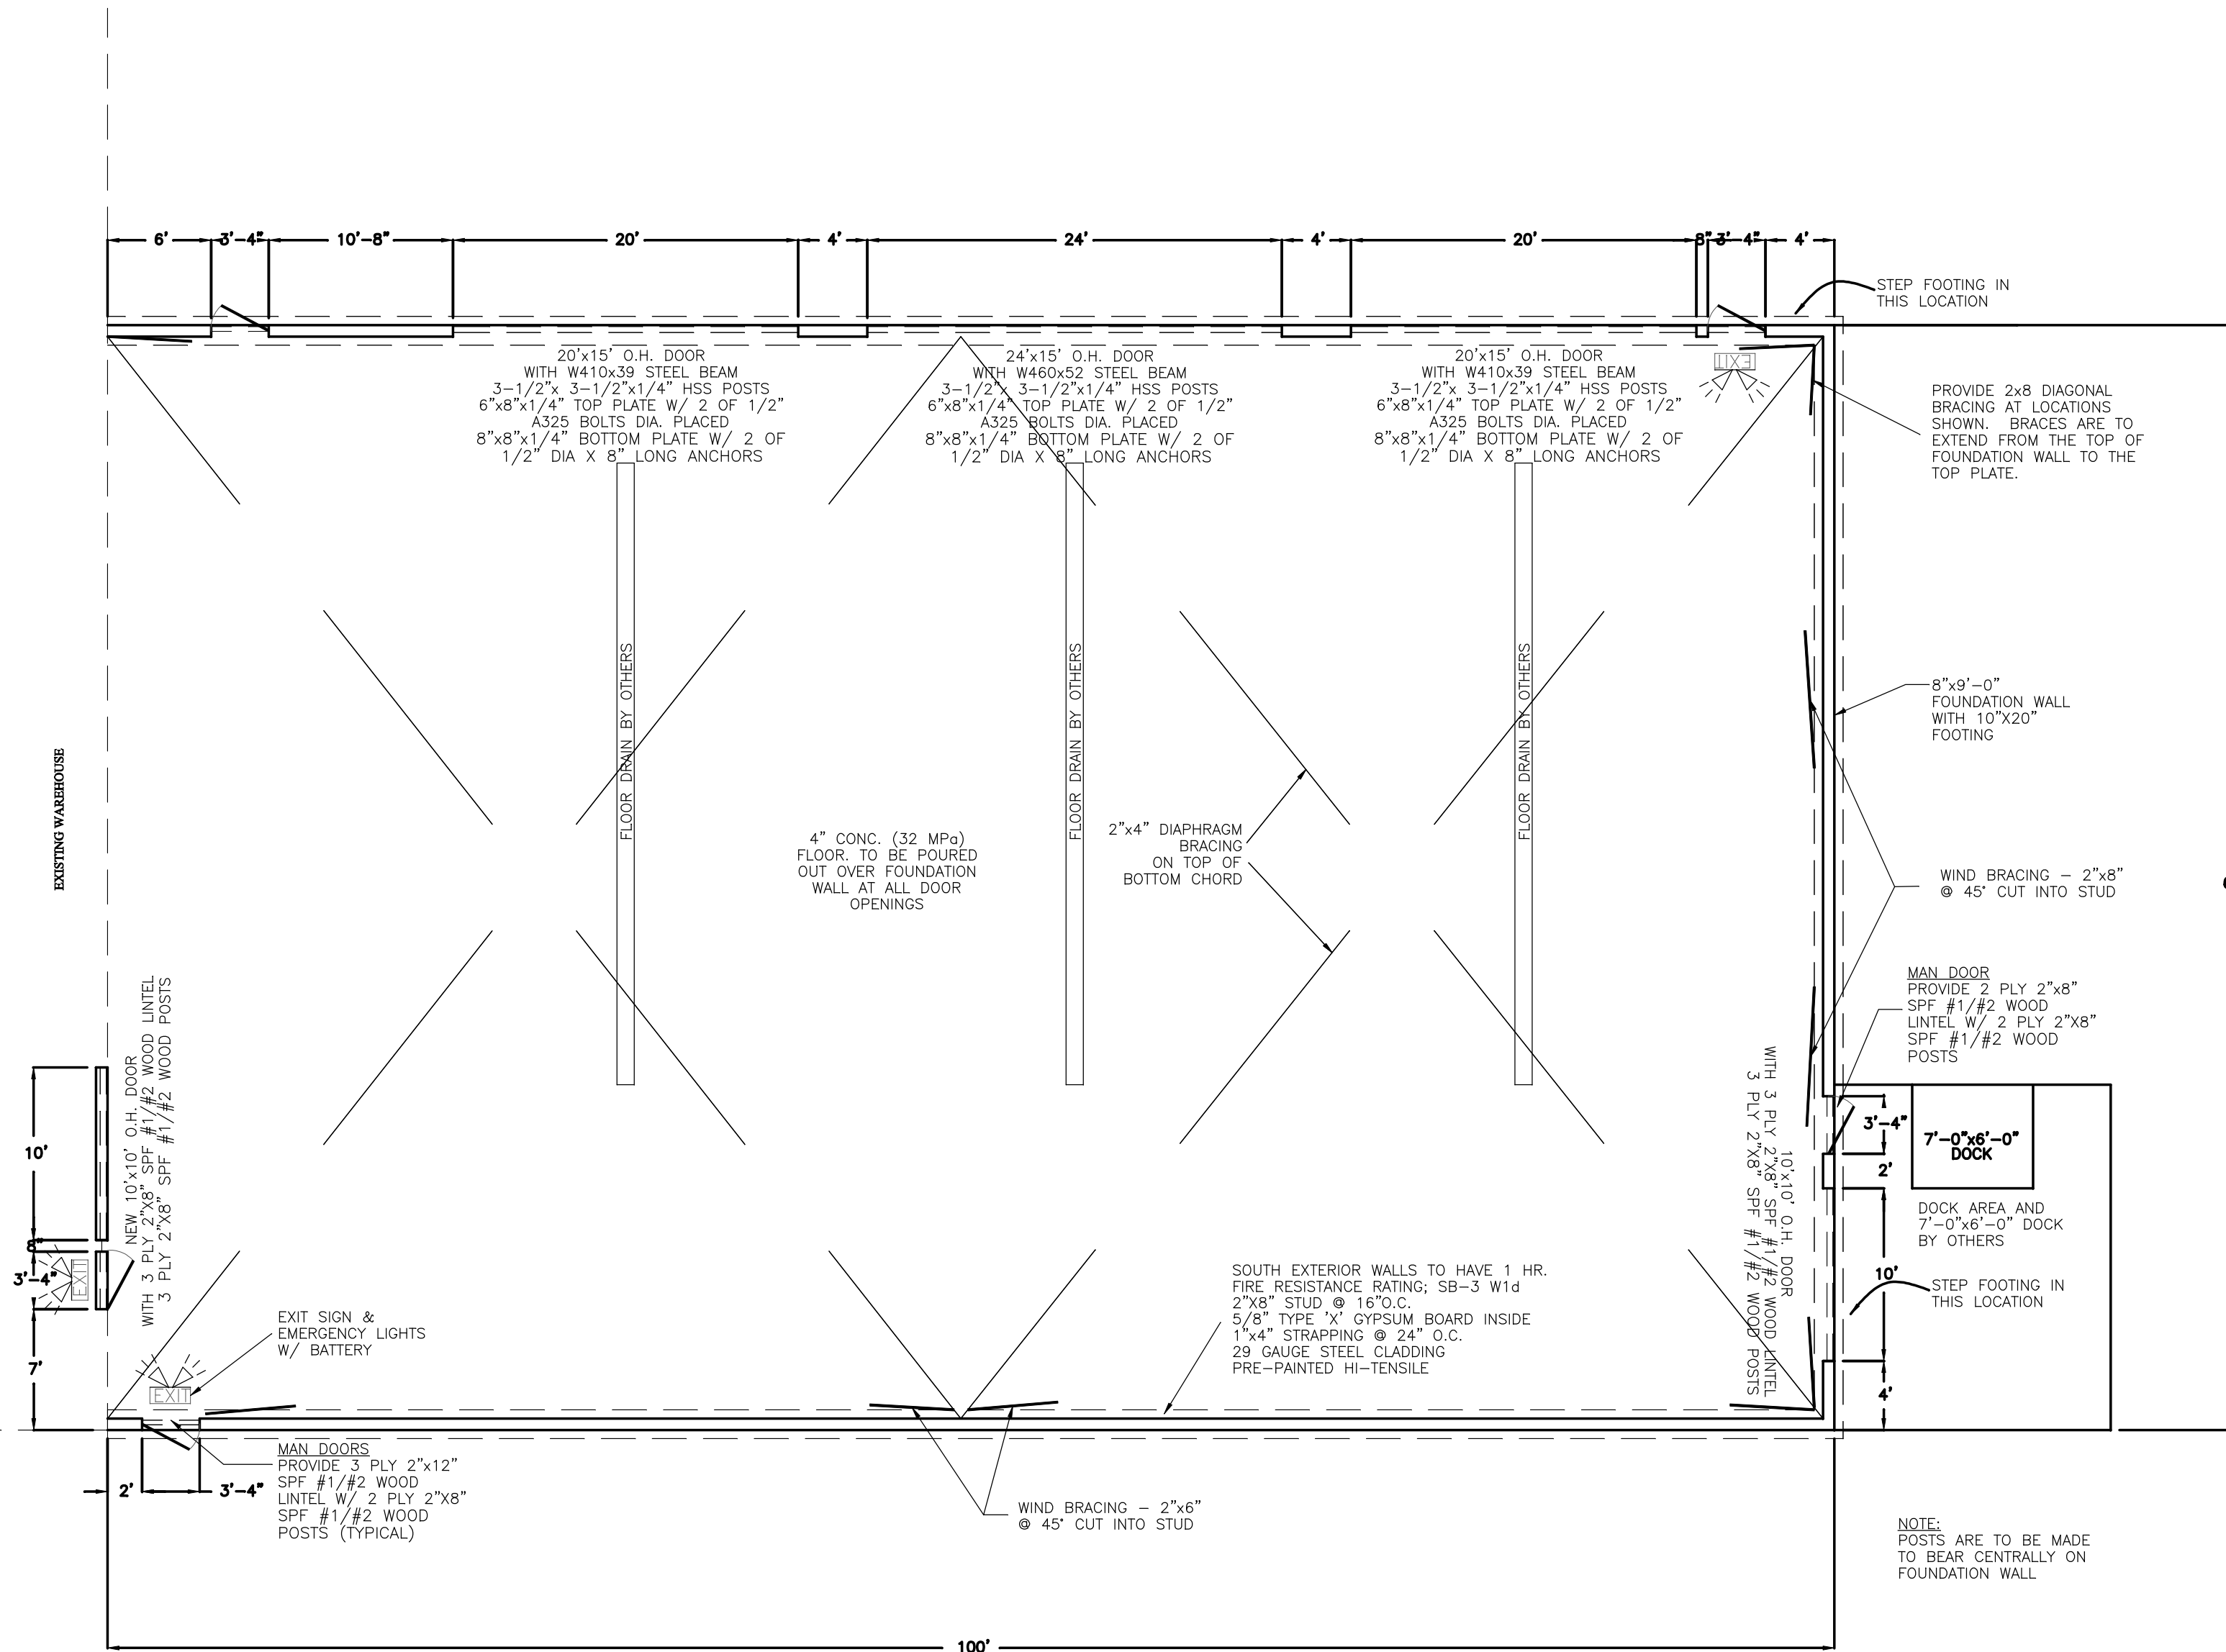 6'
3'-4"
10'-8"
20'
4'
24'
4'
20'
8"
3'-4"
4'
STEP FOOTING IN
THIS LOCATION
20'x15' O.H. DOOR
WITH W410x39 STEEL BEAM
3-1/2"x 3-1/2"x1/4" HSS POSTS
6"x8"x1/4" TOP PLATE W/ 2 OF 1/2"
A325 BOLTS DIA. PLACED
8"x8"x1/4" BOTTOM PLATE W/ 2 OF
1/2" DIA X 8" LONG ANCHORS
24'x15' O.H. DOOR
WITH W460x52 STEEL BEAM
3-1/2"x 3-1/2"x1/4" HSS POSTS
6"x8"x1/4" TOP PLATE W/ 2 OF 1/2"
A325 BOLTS DIA. PLACED
8"x8"x1/4" BOTTOM PLATE W/ 2 OF
1/2" DIA X 8" LONG ANCHORS
20'x15' O.H. DOOR
WITH W410x39 STEEL BEAM
3-1/2"x 3-1/2"x1/4" HSS POSTS
6"x8"x1/4" TOP PLATE W/ 2 OF 1/2"
A325 BOLTS DIA. PLACED
8"x8"x1/4" BOTTOM PLATE W/ 2 OF
1/2" DIA X 8" LONG ANCHORS
EXIT
PROVIDE 2x8 DIAGONAL
BRACING AT LOCATIONS
SHOWN. BRACES ARE TO
EXTEND FROM THE TOP OF
FOUNDATION WALL TO THE
TOP PLATE.
FLOOR DRAIN BY OTHERS
FLOOR DRAIN BY OTHERS
FLOOR DRAIN BY OTHERS
8"x9'-0"
FOUNDATION WALL
WITH 10"X20"
FOOTING
EXISTING WAREHOUSE
4" CONC. (32 MPa)
FLOOR. TO BE POURED
OUT OVER FOUNDATION
WALL AT ALL DOOR
OPENINGS
2"x4" DIAPHRAGM
BRACING
ON TOP OF
BOTTOM CHORD
WIND BRACING - 2"x8"
@ 45° CUT INTO STUD
MAN DOOR
PROVIDE 2 PLY 2"x8"
SPF #1/#2 WOOD
LINTEL W/ 2 PLY 2"X8"
SPF #1/#2 WOOD
POSTS
NEW 10'x10' O.H. DOOR
WITH 3 PLY 2"X8" SPF #1/#2 WOOD LINTEL
3 PLY 2"X8" SPF #1/#2 WOOD POSTS
10'x10' O.H. DOOR
WITH 3 PLY 2"X8" SPF #1/#2 WOOD LINTEL
3 PLY 2"X8" SPF #1/#2 WOOD POSTS
10'
8"
3'-4"
7'
EXIT
3'-4"
2'
10'
4'
7'-0"x6'-0"
DOCK
DOCK AREA AND
7'-0"x6'-0" DOCK
BY OTHERS
STEP FOOTING IN
THIS LOCATION
SOUTH EXTERIOR WALLS TO HAVE 1 HR.
FIRE RESISTANCE RATING; SB-3 W1d
2"X8" STUD @ 16"O.C.
5/8" TYPE 'X' GYPSUM BOARD INSIDE
1"x4" STRAPPING @ 24" O.C.
29 GAUGE STEEL CLADDING
PRE-PAINTED HI-TENSILE
EXIT SIGN &
EMERGENCY LIGHTS
W/ BATTERY
EXIT
MAN DOORS
PROVIDE 3 PLY 2"x12"
SPF #1/#2 WOOD
LINTEL W/ 2 PLY 2"X8"
SPF #1/#2 WOOD
POSTS (TYPICAL)
2'
3'-4"
WIND BRACING - 2"x6"
@ 45° CUT INTO STUD
NOTE:
POSTS ARE TO BE MADE
TO BEAR CENTRALLY ON
FOUNDATION WALL
100'